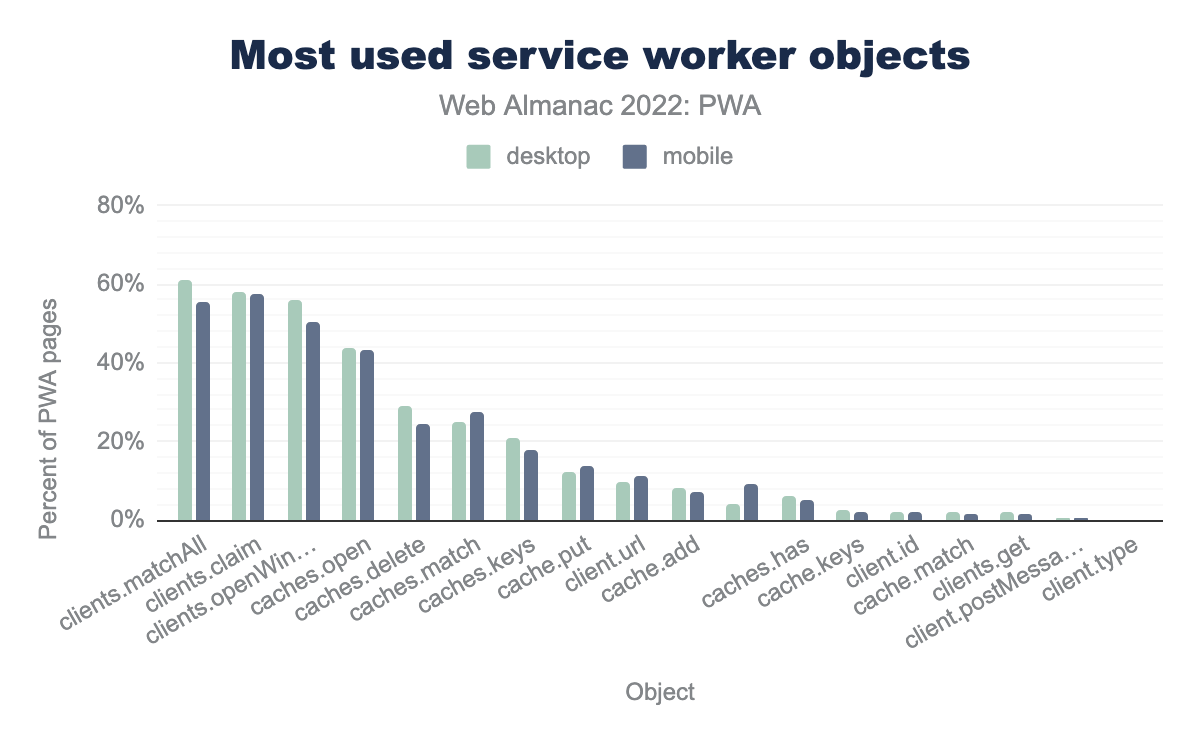 Most used service worker objects
Web Almanac 2022: PWA
desktop
mobile
Percent of PWA pages
80%
60%
40%
20%
0%
clients.matchAll
clients.claim
clients.openWin…
caches.open
caches.delete
caches.match
caches.keys
cache.put
client.url
cache.add
caches.has
cache.keys
client.id
cache.match
clients.get
client.postMessa…
client.type
Object